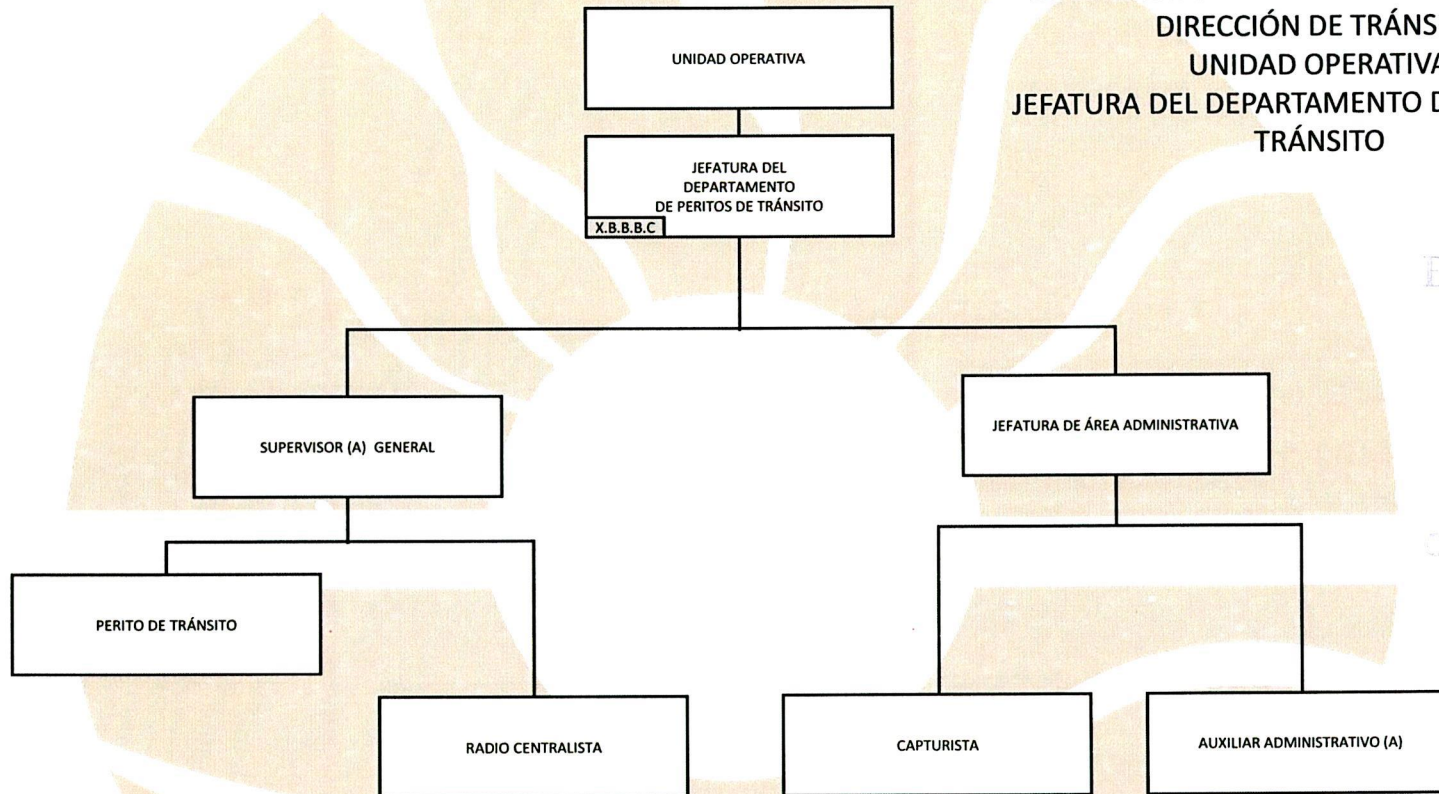 DIRECCIÓN DE TRÁNS
UNIDAD OPERATIVA
JEFATURA DEL DEPARTAMENTO
TRÁNSITO
UNIDAD OPERATIVA
JEFATURA DEL
DEPARTAMENTO
DE PERITOS DE TRÁNSITO
X.B.B.B.C
SUPERVISOR (A) GENERAL
JEFATURA DE ÁREA ADMINISTRATIVA
PERITO DE TRÁNSITO
RADIO CENTRALISTA
CAPTURISTA
AUXILIAR ADMINISTRATIVO (A)